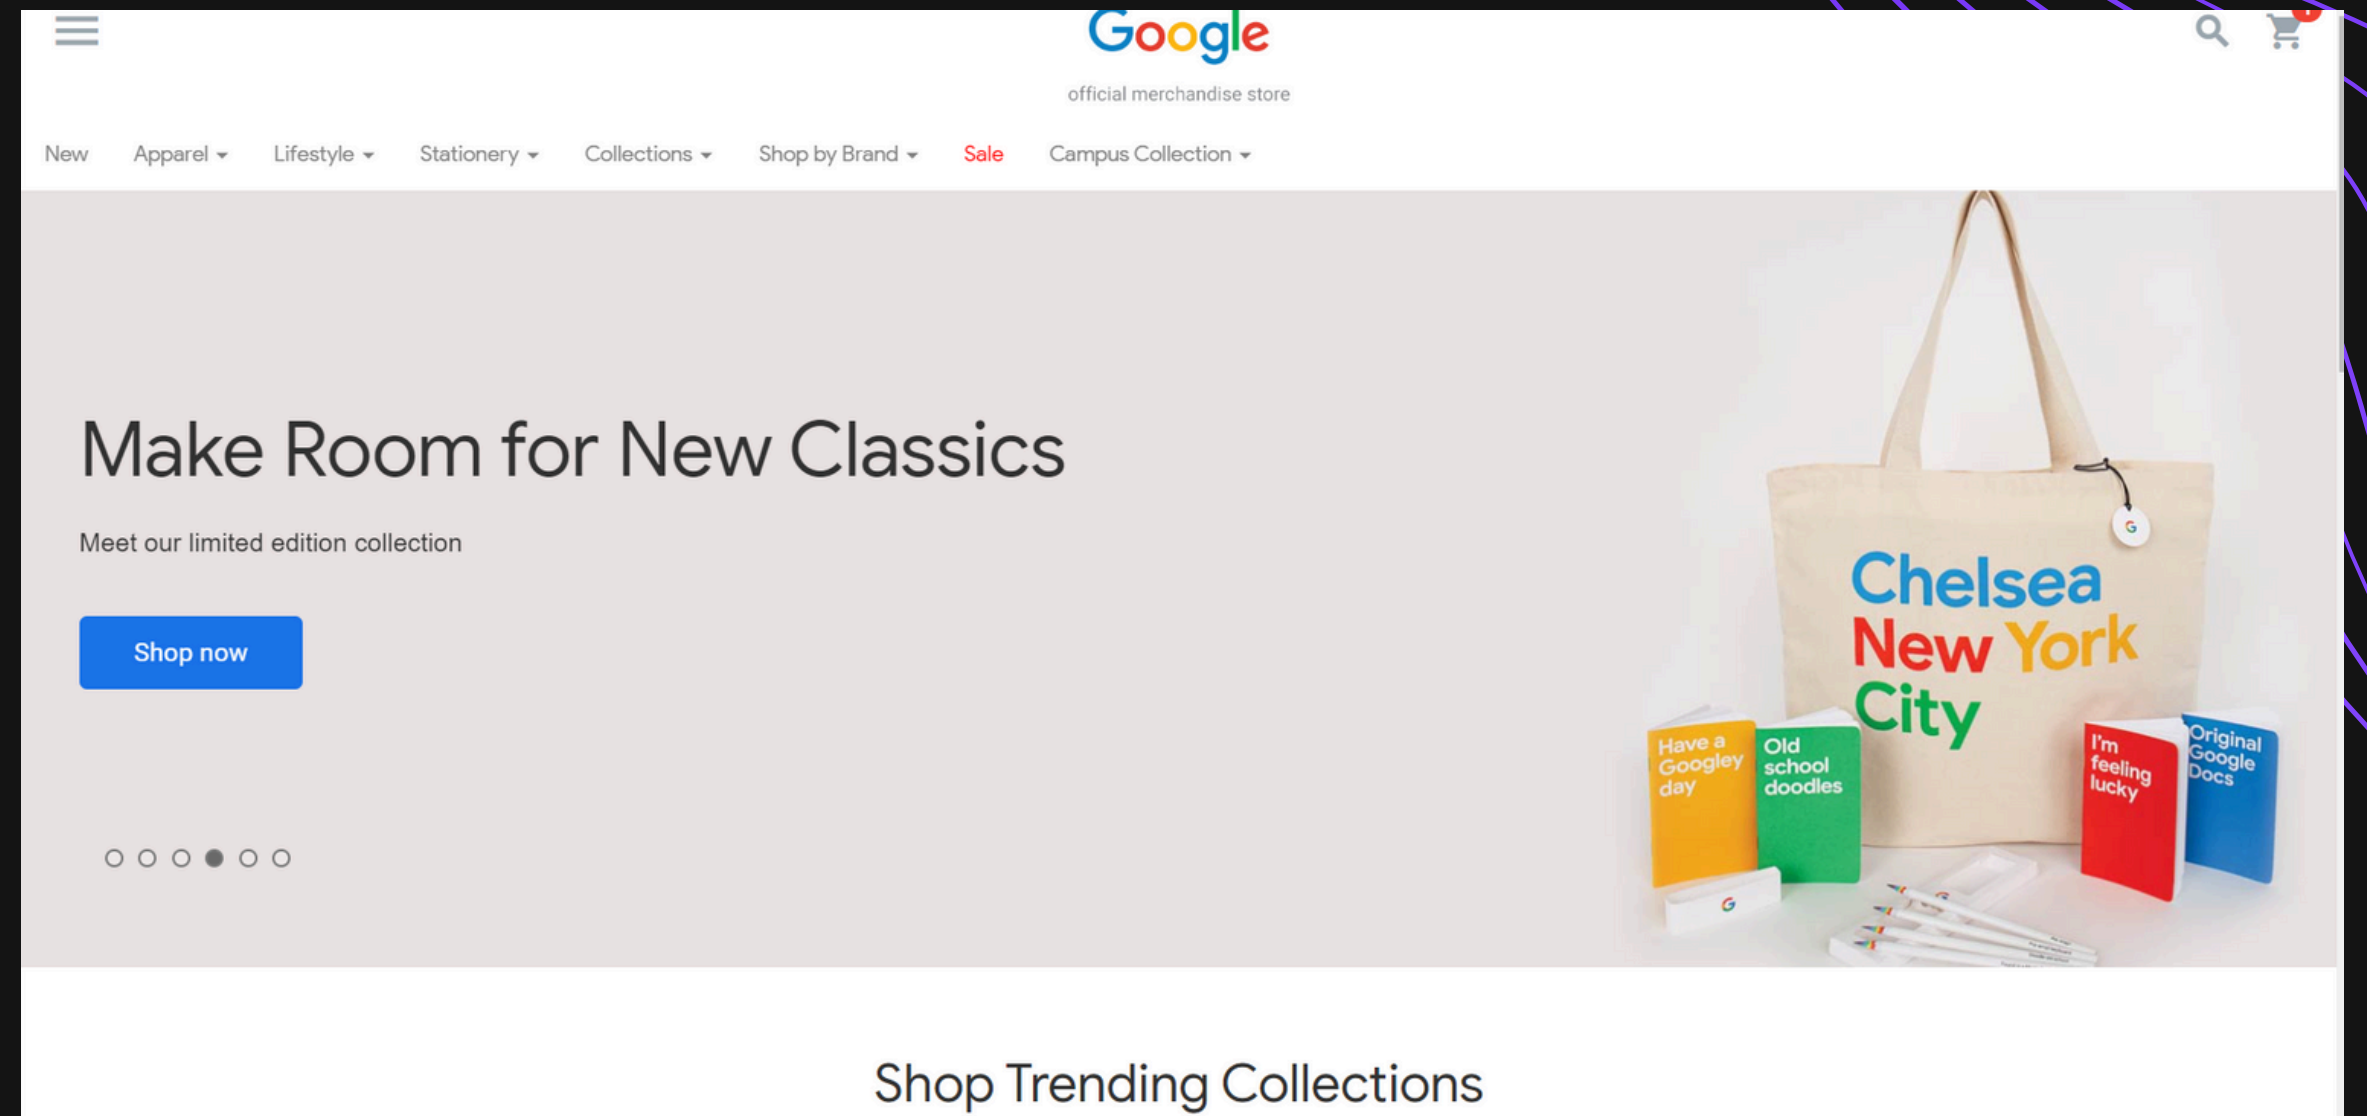 Google
official merchandise store
New Apparel Lifestyle Stationery Collections Shop by Brand Sale Campus Collection
Make Room for New Classics
Meet our limited edition collection
Shop now
Chelsea
New York
City
G
Have a
Googley
day
Old
school
doodles
I'm
feeling
lucky
Original
Google
Docs
G
Shop Trending Collections